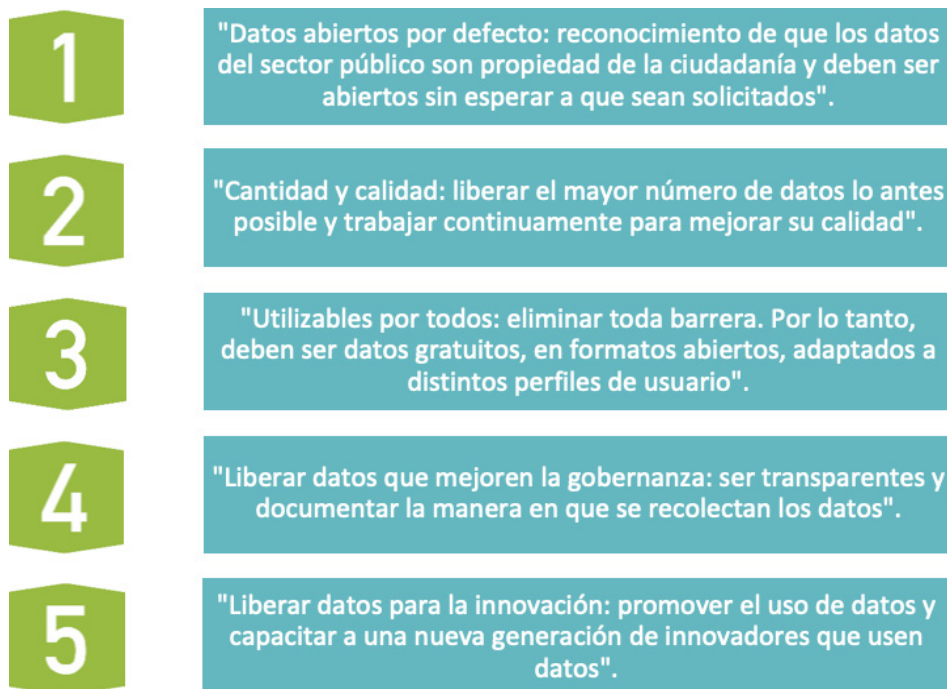 1
"Datos abiertos por defecto: reconocimiento de que los datos
del sector público son propiedad de la ciudadanía y deben ser
abiertos sin esperar a que sean solicitados".
2
"Cantidad y calidad: liberar el mayor número de datos lo antes
posible y trabajar continuamente para mejorar su calidad".
3
"Utilizables por todos: eliminar toda barrera. Por lo tanto,
deben ser datos gratuitos, en formatos abiertos, adaptados a
distintos perfiles de usuario".
4
"Liberar datos que mejoren la gobernanza: ser transparentes y
documentar la manera en que se recolectan los datos".
5
"Liberar datos para la innovación: promover el uso de datos y
capacitar a una nueva generación de innovadores que usen
datos".